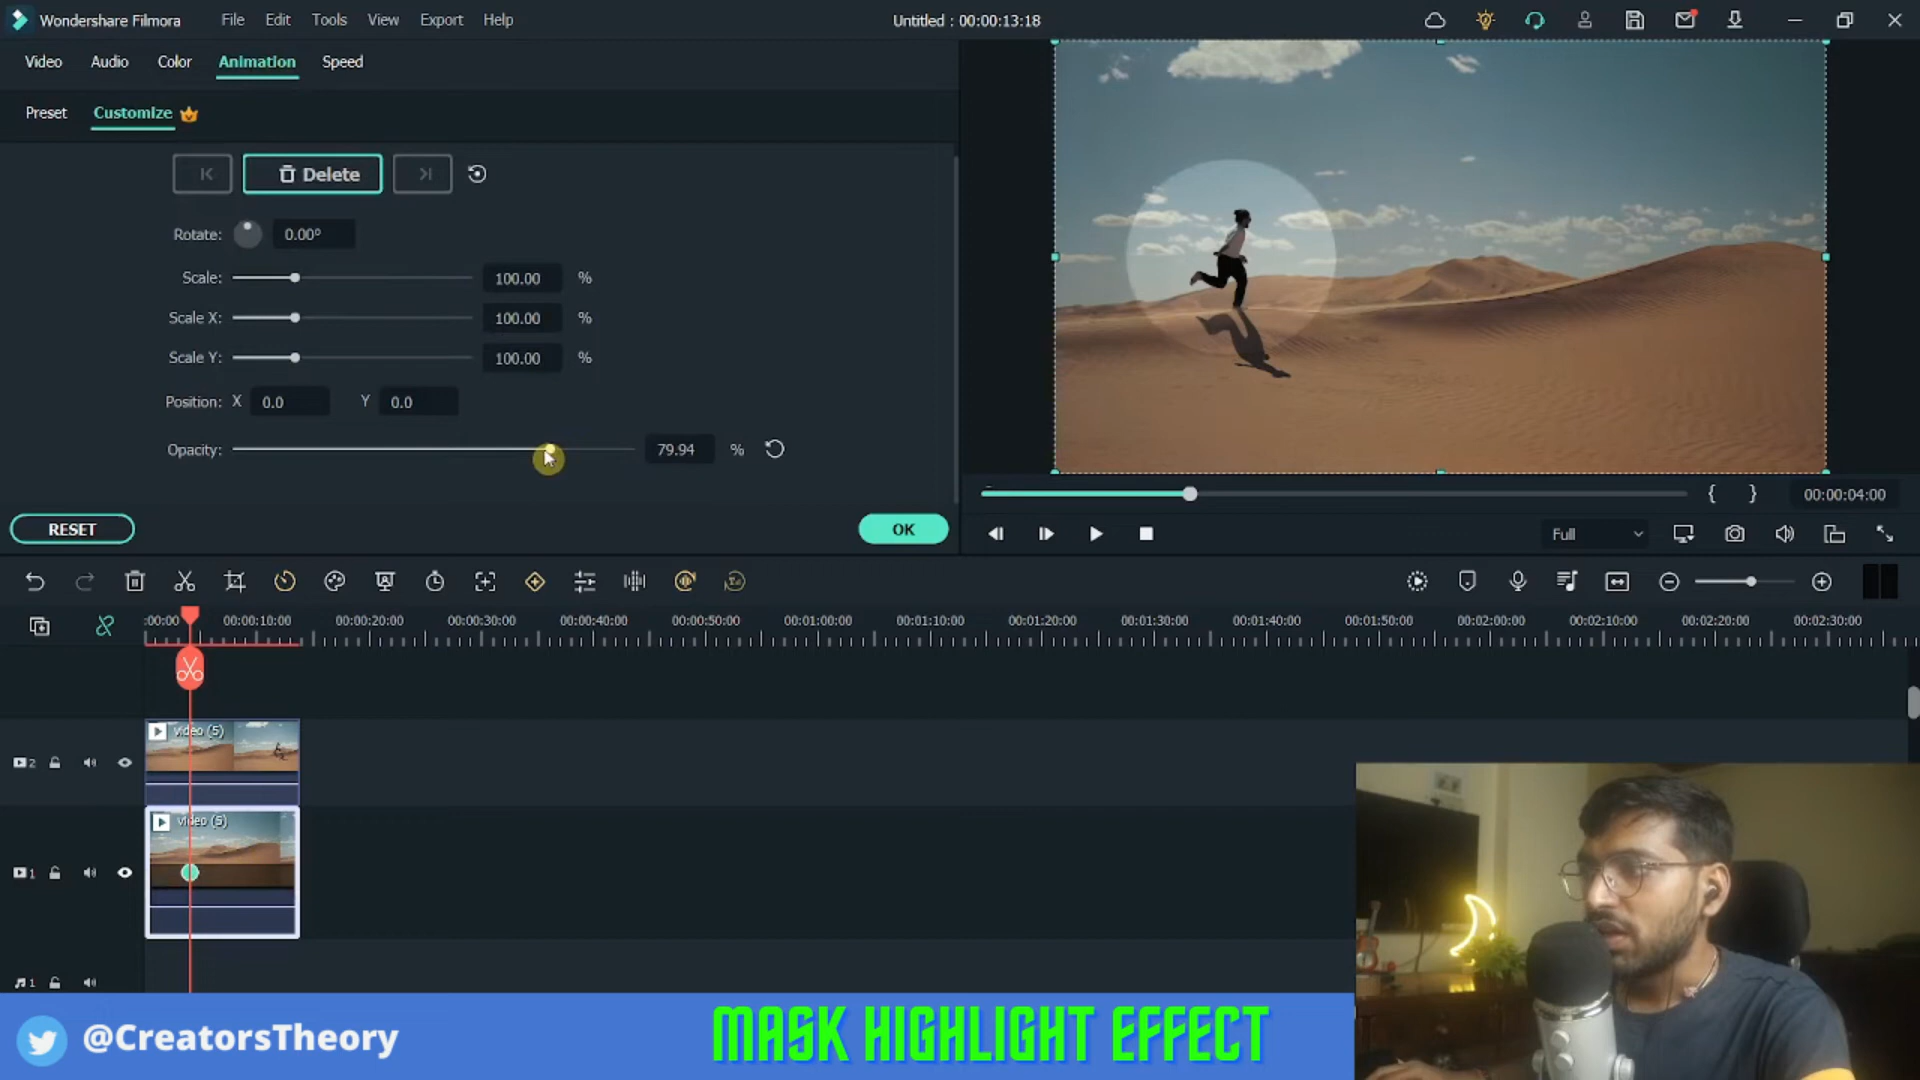 Wondershare Filmora File Edit Tools View Export Help Untitled : 00:00:13:18
Video Audio Color Animation Speed
Preset Customize
Delete
Rotate: 0.00°
Scale: 100.00 %
Scale X: 100.00 %
Scale Y: 100.00 %
Position: X 0.0 Y 0.0
Opacity: 79.94 %
00:00:04:00
RESET OK
Full
:00:00 00:00:10:00 00:00:20:00 00:00:30:00 00:00:40:00 00:00:50:00 00:01:00:00 00:01:10:00 00:01:20:00 00:01:30:00 00:01:40:00 00:01:50:00 00:02:00:00 00:02:10:00 00:02:20:00 00:02:30:00
video (5)
2
video (5)
1
1
@CreatorsTheory
MASK HIGHLIGHT EFFECT